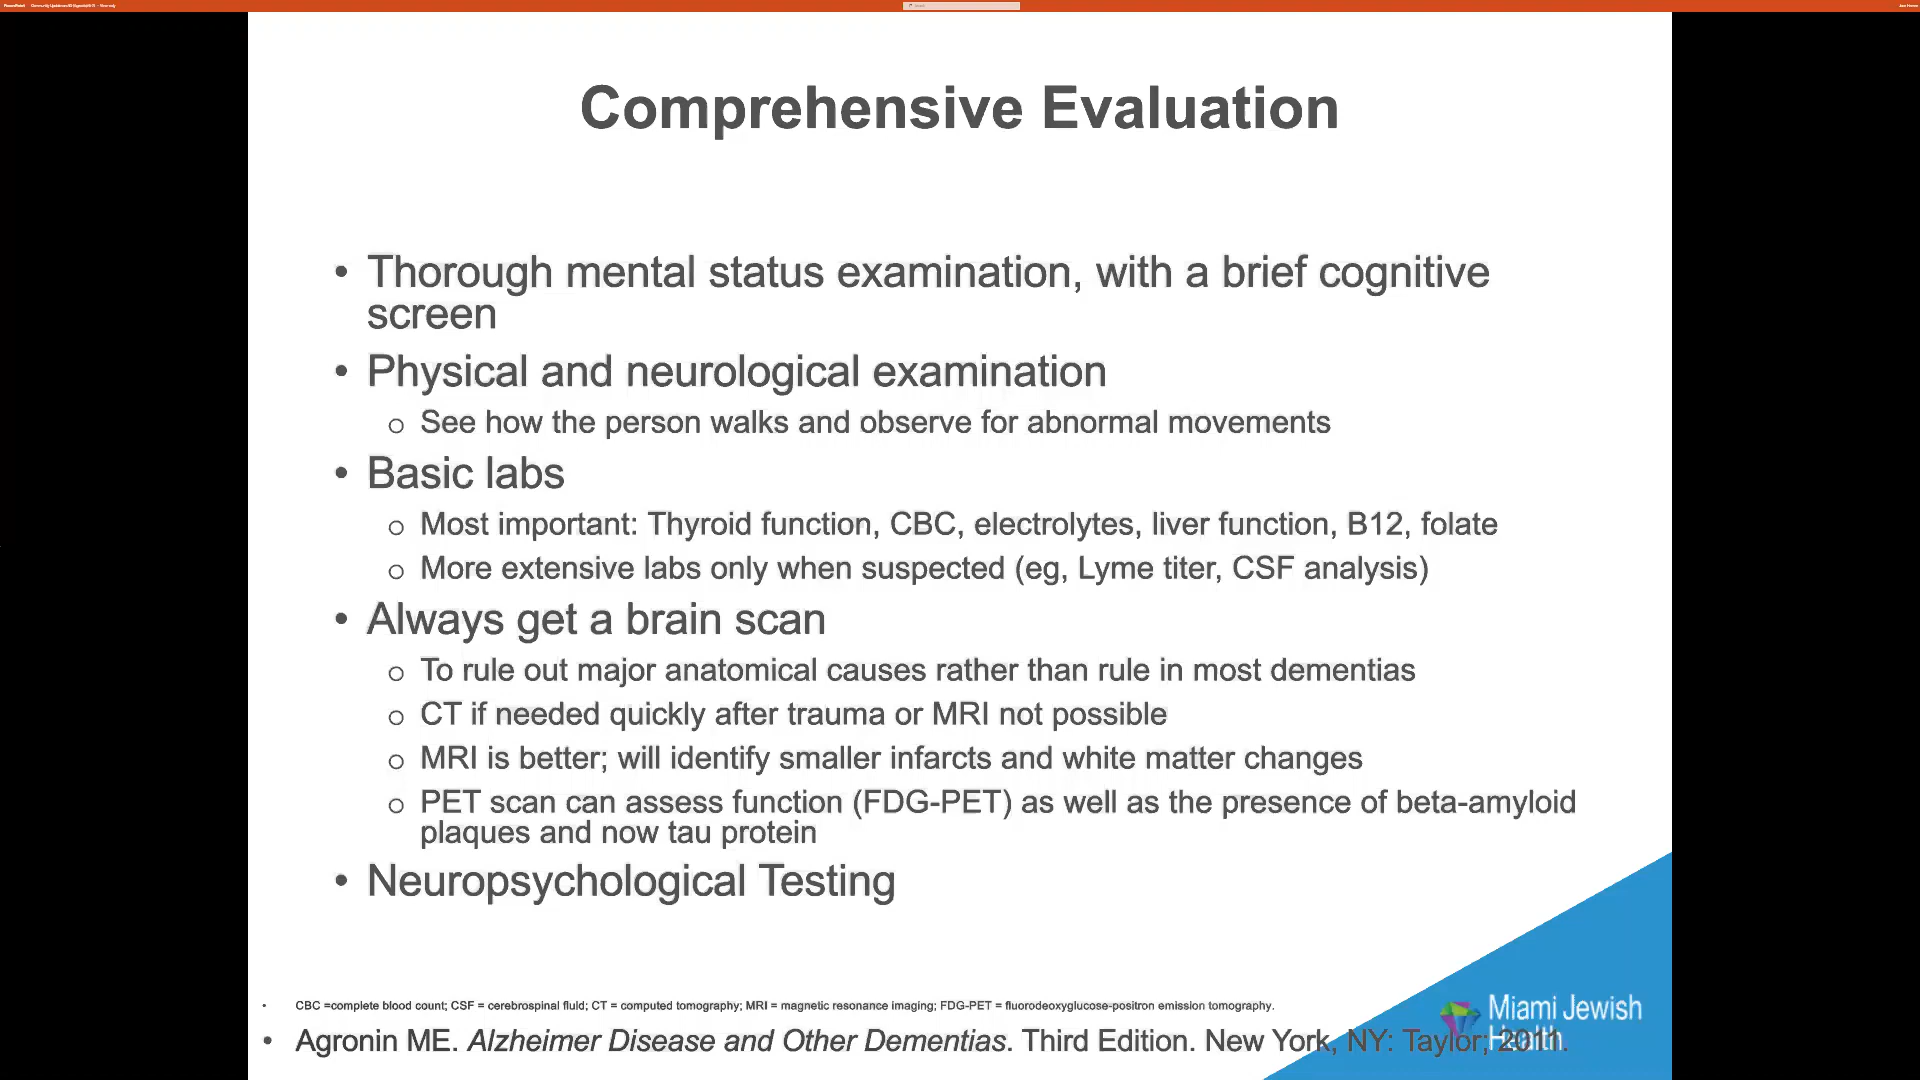 Comprehensive Evaluation
• Thorough mental status examination, with a brief cognitive
screen
• Physical and neurological examination
o See how the person walks and observe for abnormal movements
• Basic labs
o Most important: Thyroid function, CBC, electrolytes, liver function, B12, folate
o More extensive labs only when suspected (eg, Lyme titer, CSF analysis)
• Always get a brain scan
o To rule out major anatomical causes rather than rule in most dementias
o CT if needed quickly after trauma or MRI not possible
o MRI is better; will identify smaller infarcts and white matter changes
o PET scan can assess function (FDG-PET) as well as the presence of beta-amyloid
plaques and now tau protein
• Neuropsychological Testing
• CBC =complete blood count; CSF = cerebrospinal fluid; CT = computed tomography; MRI = magnetic resonance imaging; FDG-PET = fluorodeoxyglucose-positron emission tomography.
• Agronin ME. Alzheimer Disease and Other Dementias. Third Edition. New York, NY: Taylor; 2011.
Miami Jewish
Health.